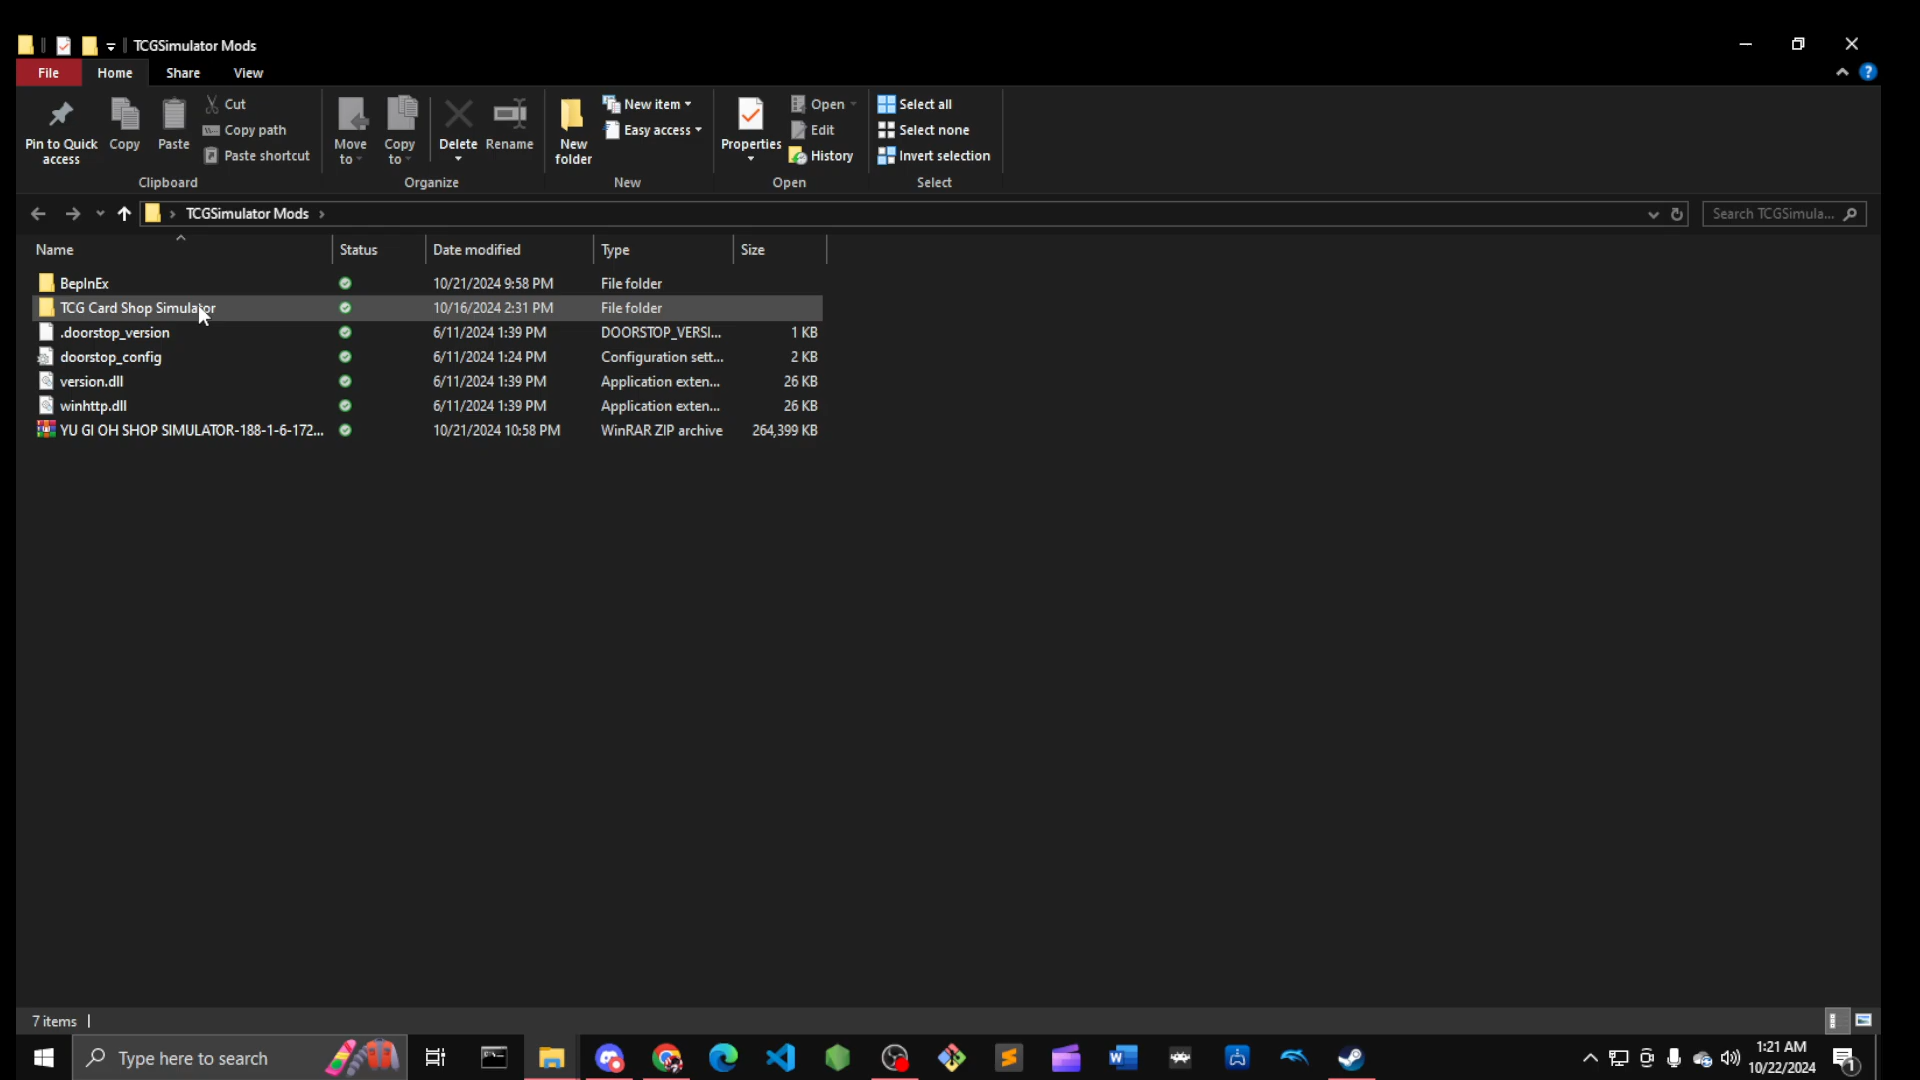 TCGSimulator Mods
File Home Share View
Pin to Quick access
Copy
Paste
Cut
Copy path
Paste shortcut
Clipboard
Move to
Copy to
Delete
Rename
Organize
New folder
New item
Easy access
New
Properties
Open
Edit
History
Open
Select all
Select none
Invert selection
Select
TCGSimulator Mods
Search TCGSimula...
Name Status Date modified Type Size
BepInEx 10/21/2024 9:58 PM File folder
TCG Card Shop Simulator 10/16/2024 2:31 PM File folder
.doorstop_version 6/11/2024 1:39 PM DOORSTOP_VERSI... 1 KB
doorstop_config 6/11/2024 1:24 PM Configuration sett... 2 KB
version.dll 6/11/2024 1:39 PM Application exten... 26 KB
winhttp.dll 6/11/2024 1:39 PM Application exten... 26 KB
YU GI OH SHOP SIMULATOR-188-1-6-172... 10/21/2024 10:58 PM WinRAR ZIP archive 264,399 KB
7 items
Type here to search
1:21 AM
10/22/2024
1